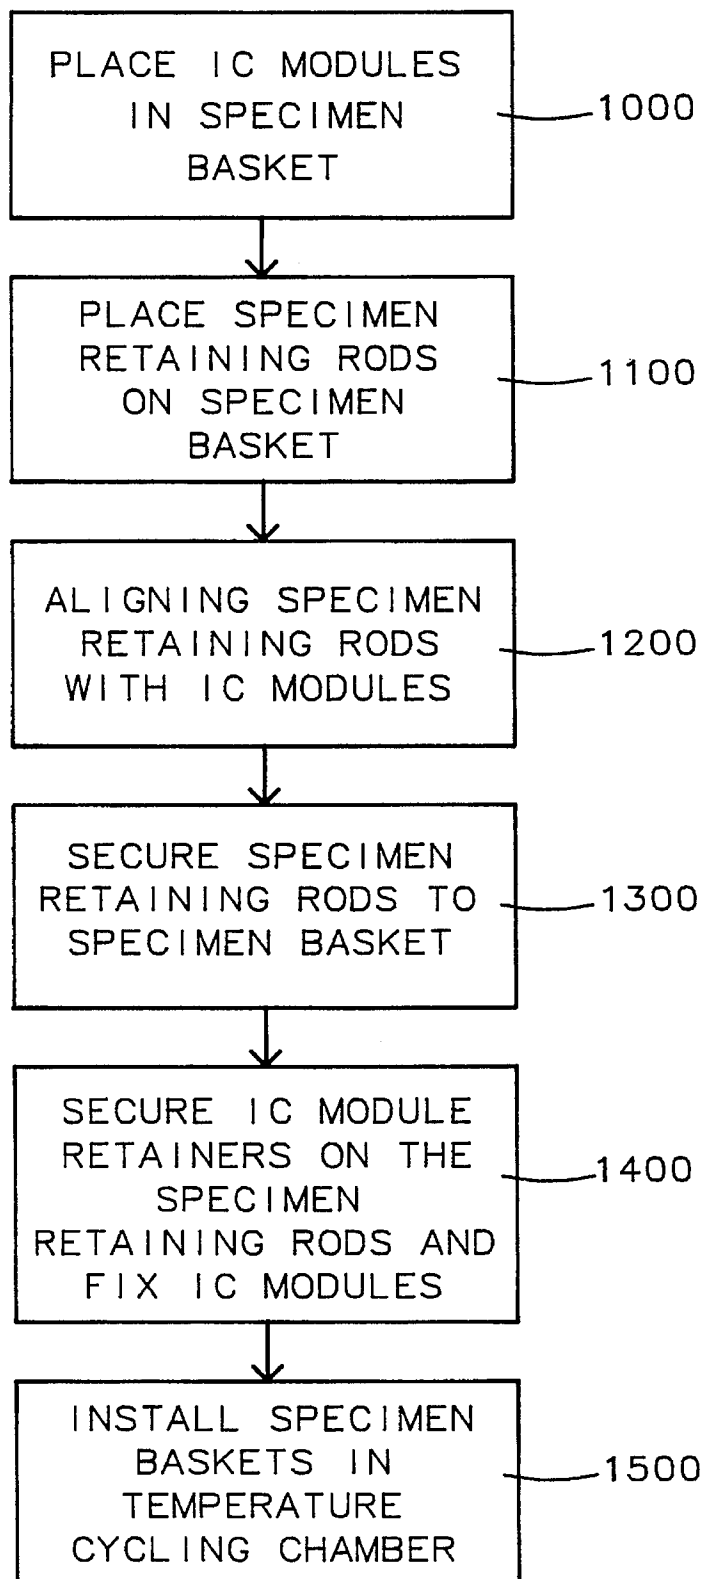 PLACE IC MODULES
IN SPECIMEN
BASKET
1000
PLACE SPECIMEN
RETAINING RODS
ON SPECIMEN
BASKET
1100
ALIGNING SPECIMEN
RETAINING RODS
WITH IC MODULES
1200
SECURE SPECIMEN
RETAINING RODS TO
SPECIMEN BASKET
1300
SECURE IC MODULE
RETAINERS ON THE
SPECIMEN
RETAINING RODS AND
FIX IC MODULES
1400
INSTALL SPECIMEN
BASKETS IN
TEMPERATURE
CYCLING CHAMBER
1500